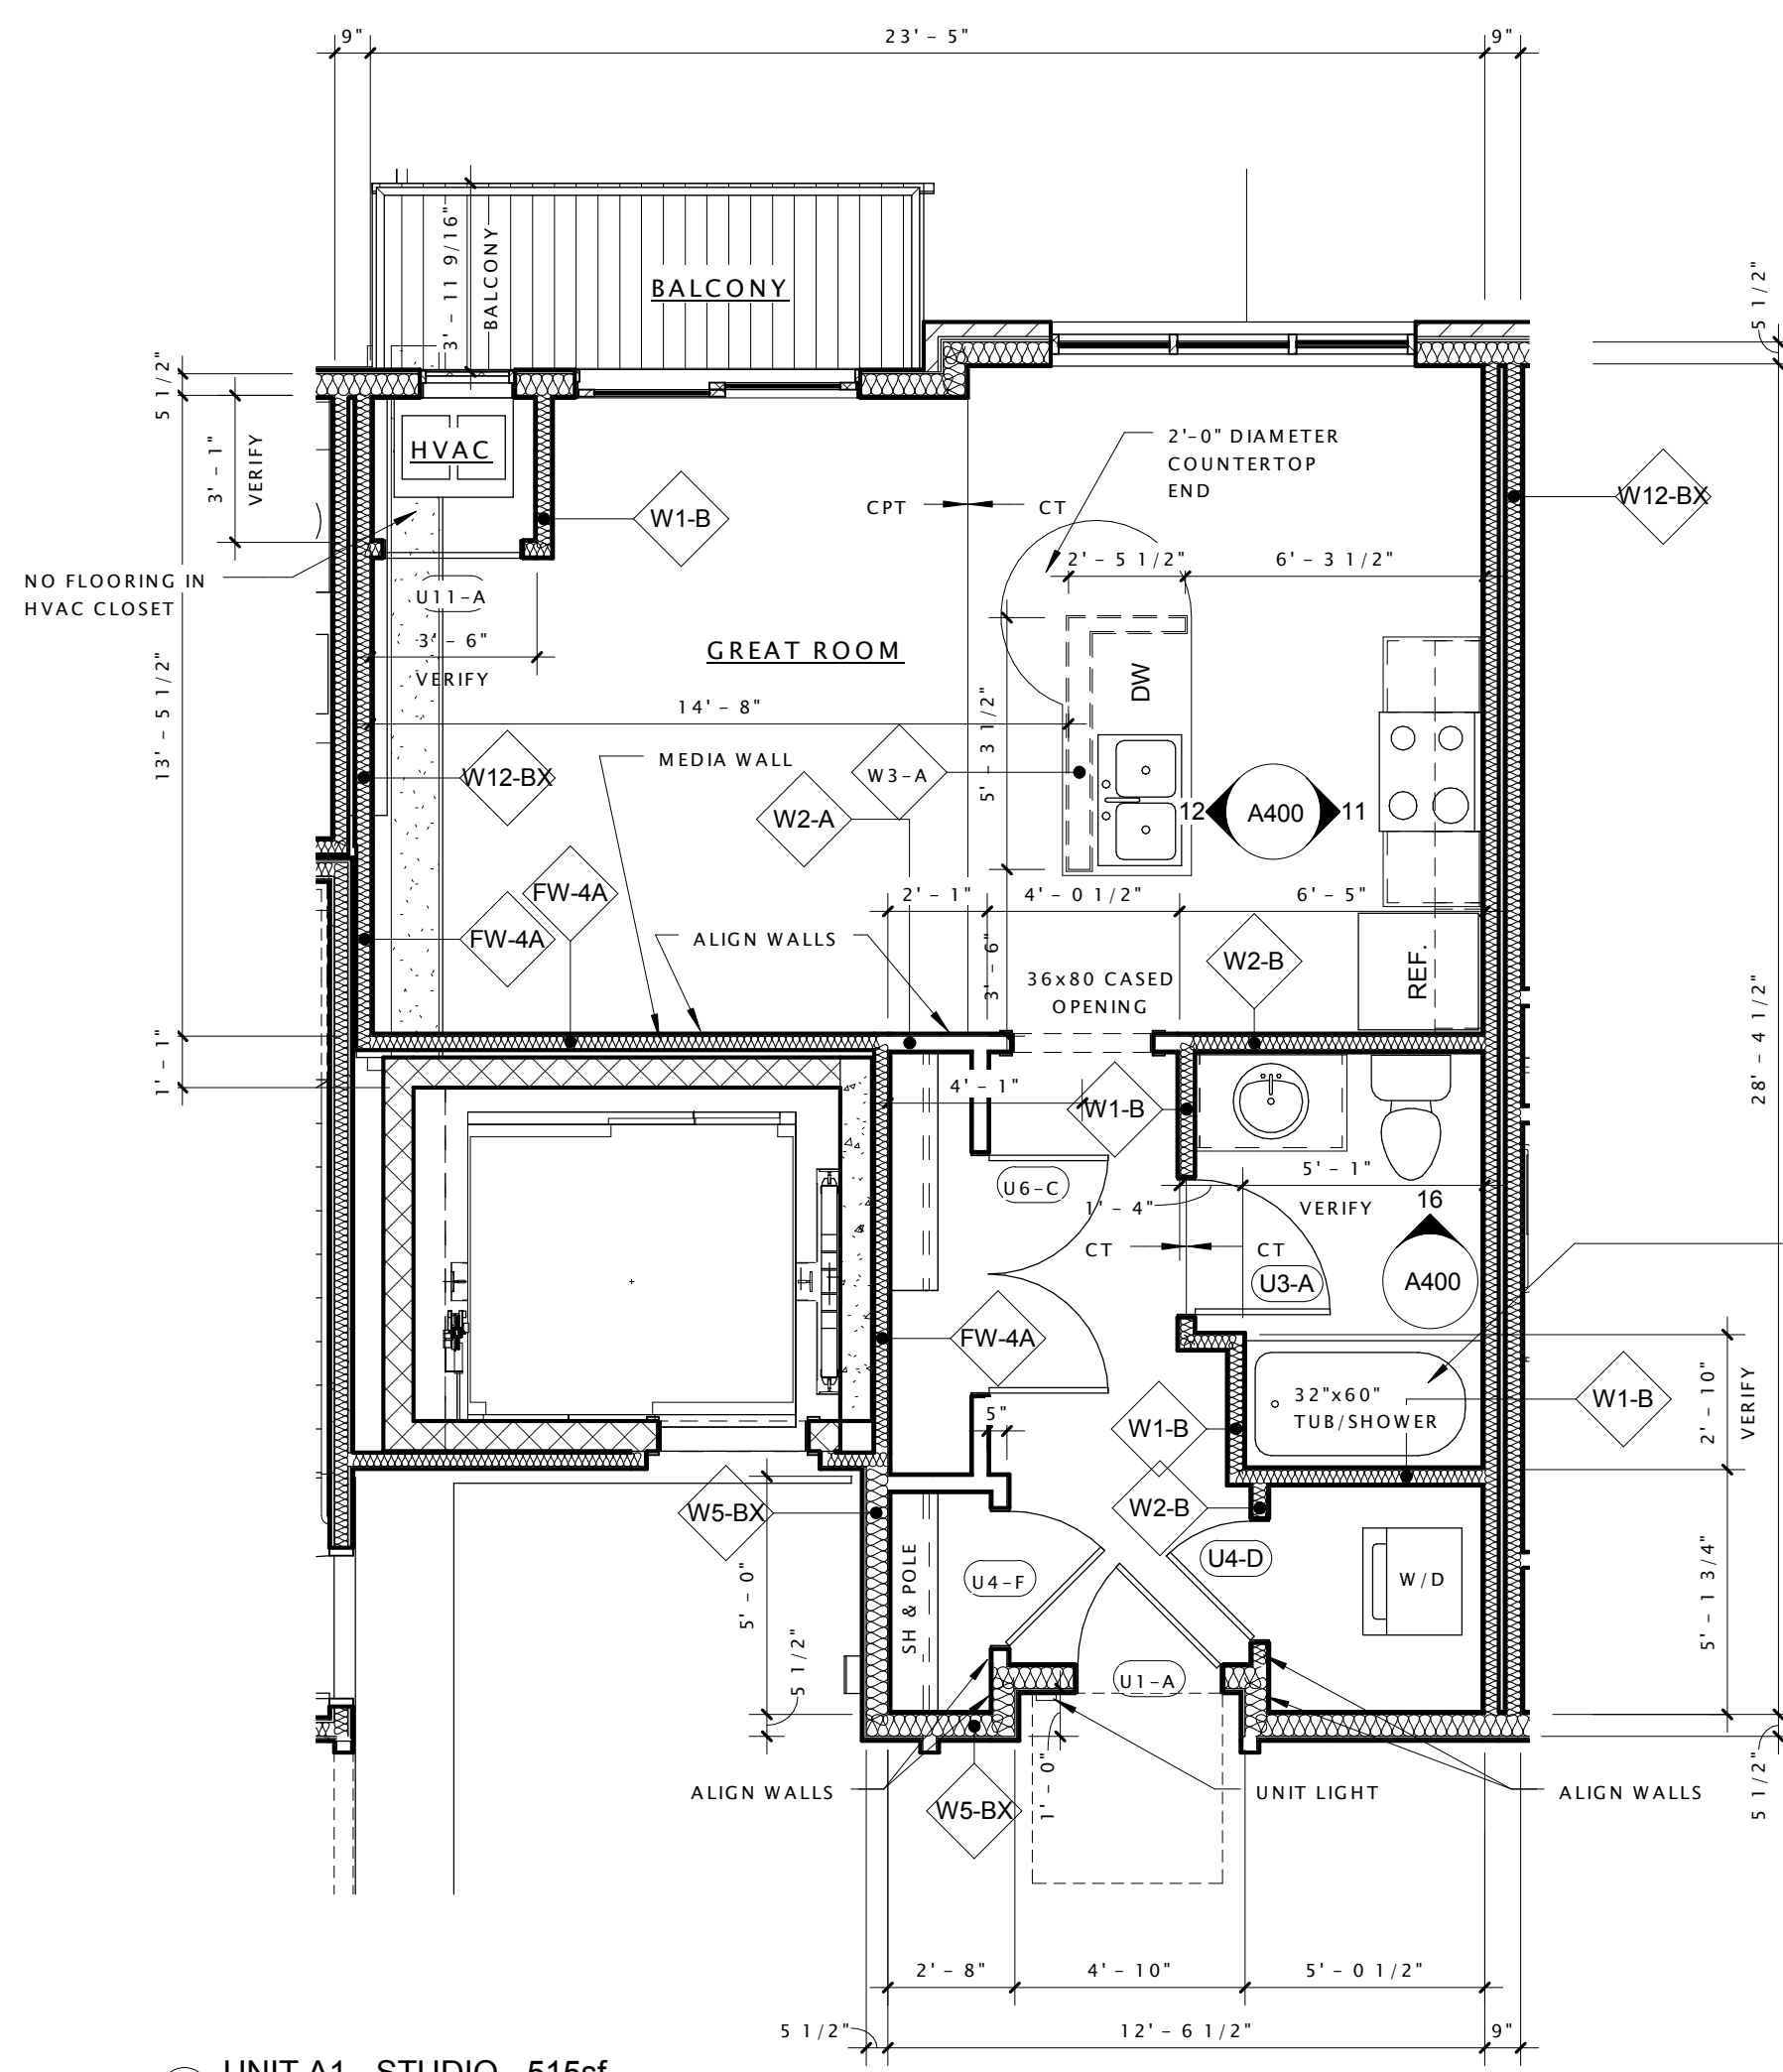 9"
23' - 5"
9"
3' - 11 9/16"
BALCONY
BALCONY
5 1/2"
5 1/2"
3' - 1"
VERIFY
HVAC
W1-B
CPT
CT
2'-0" DIAMETER
COUNTERTOP
END
W12-BX
NO FLOORING IN
HVAC CLOSET
U11-A
3' - 6"
VERIFY
GREAT ROOM
2' - 5 1/2"
6' - 3 1/2"
DW
14' - 8"
13' - 5 1/2"
5' - 3 1/2"
MEDIA WALL
W12-BX
W2-A
W3-A
12
A400
11
FW-4A
FW-4A
2' - 1"
4' - 0 1/2"
6' - 5"
ALIGN WALLS
3' - 6"
36x80 CASED
OPENING
W2-B
REF.
28' - 4 1/2"
1' - 1"
4' - 1"
W1-B
U6-C
5' - 1"
VERIFY
1' - 4"
CT
CT
U3-A
16
A400
FW-4A
32"x60"
TUB/SHOWER
W1-B
2' - 10"
VERIFY
5"
W1-B
W2-B
W5-BX
5' - 0"
SH & POLE
U4-F
U4-D
W/D
5' - 1 3/4"
5 1/2"
U1-A
ALIGN WALLS
W5-BX
1' - 0"
UNIT LIGHT
ALIGN WALLS
5 1/2"
2' - 8"
4' - 10"
5' - 0 1/2"
5 1/2"
12' - 6 1/2"
9"
UNIT A1 - STUDIO - 515sf